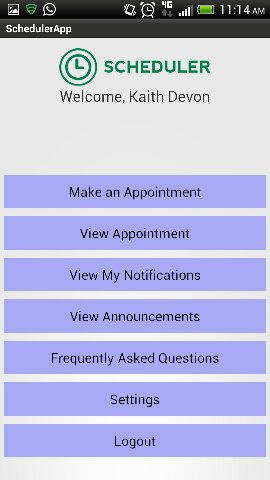 4G
11:14 AM
SchedulerApp
SCHEDULER
Welcome, Kaith Devon
Make an Appointment
View Appointment
View My Notifications
View Announcements
Frequently Asked Questions
Settings
Logout